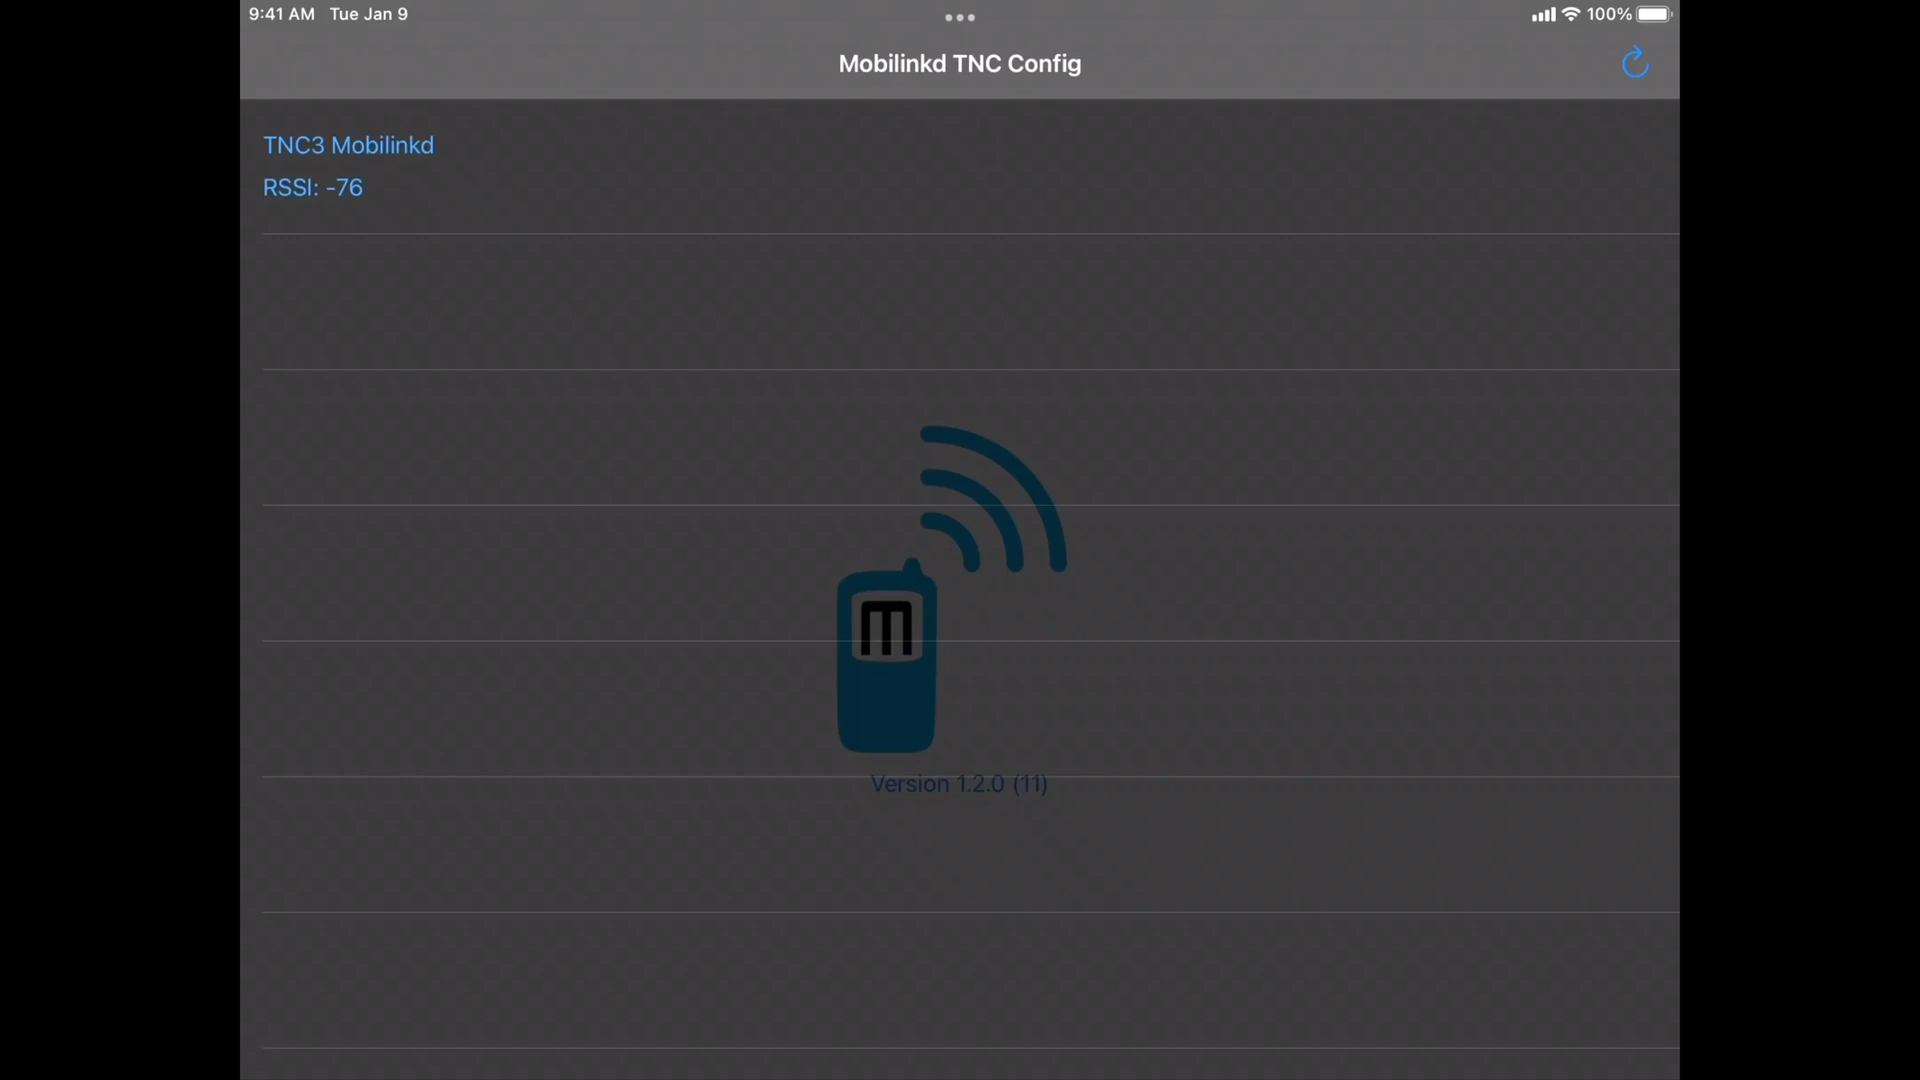 9:41 AM Tue Jan 9
100%
Mobilinkd TNC Config
TNC3 Mobilinkd
RSSI: -76
m
Version 1.2.0 (11)